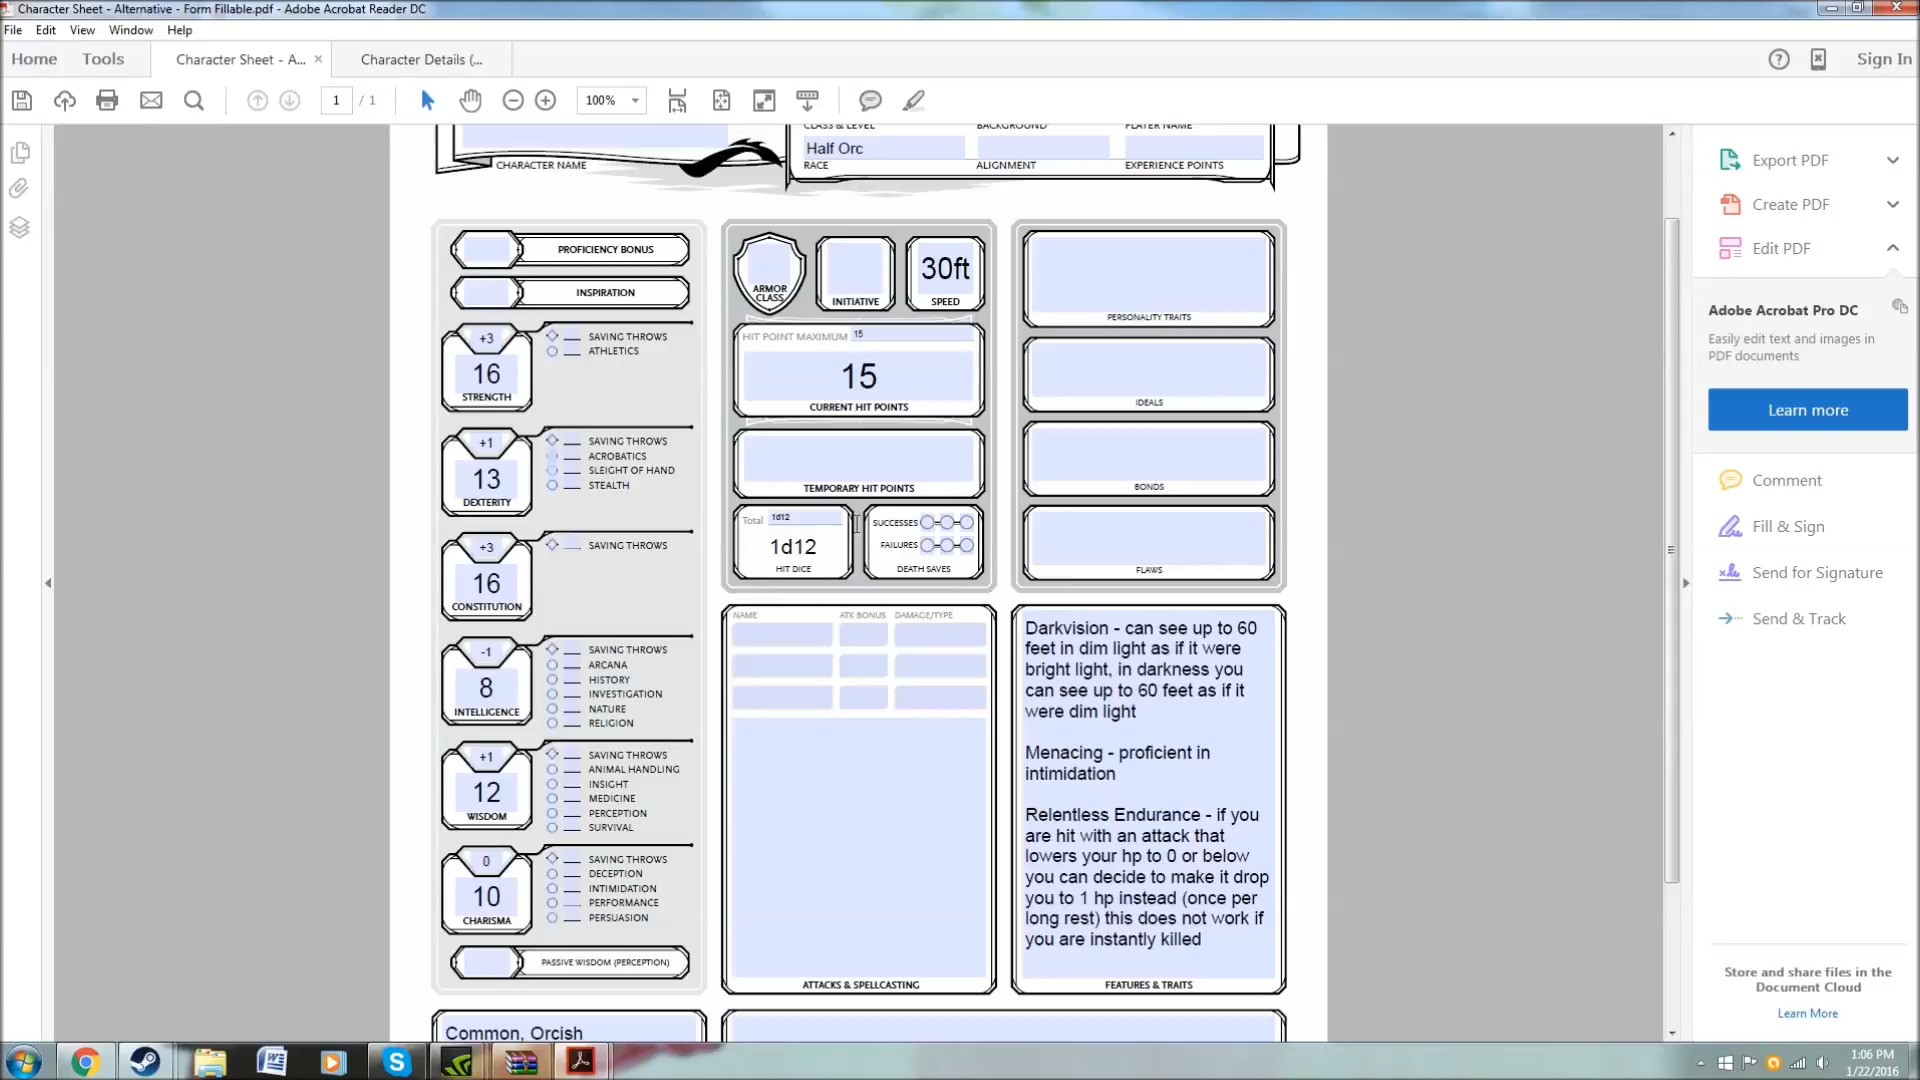 Character Sheet - Alternative - Form Fillable.pdf - Adobe Acrobat Reader DC
File Edit View Window Help
Home Tools Character Sheet - A... × Character Details (...
Sign In
1 / 1
100%
CLASS & LEVEL BACKGROUND PLAYER NAME
Half Orc
CHARACTER NAME
RACE ALIGNMENT EXPERIENCE POINTS
PROFICIENCY BONUS
INSPIRATION
+3
16
STRENGTH
SAVING THROWS
ATHLETICS
+1
13
DEXTERITY
SAVING THROWS
ACROBATICS
SLEIGHT OF HAND
STEALTH
+3
16
CONSTITUTION
SAVING THROWS
-1
8
INTELLIGENCE
SAVING THROWS
ARCANA
HISTORY
INVESTIGATION
NATURE
RELIGION
+1
12
WISDOM
SAVING THROWS
ANIMAL HANDLING
INSIGHT
MEDICINE
PERCEPTION
SURVIVAL
0
10
CHARISMA
SAVING THROWS
DECEPTION
INTIMIDATION
PERFORMANCE
PERSUASION
PASSIVE WISDOM (PERCEPTION)
Common, Orcish
ARMOR
CLASS
INITIATIVE
30ft
SPEED
HIT POINT MAXIMUM 15
15
CURRENT HIT POINTS
TEMPORARY HIT POINTS
Total 1d12
1d12
HIT DICE
SUCCESSES
FAILURES
DEATH SAVES
NAME ATK BONUS DAMAGE/TYPE
ATTACKS & SPELLCASTING
PERSONALITY TRAITS
IDEALS
BONDS
FLAWS
Darkvision - can see up to 60
feet in dim light as if it were
bright light, in darkness you
can see up to 60 feet as if it
were dim light
Menacing - proficient in
intimidation
Relentless Endurance - if you
are hit with an attack that
lowers your hp to 0 or below
you can decide to make it drop
you to 1 hp instead (once per
long rest) this does not work if
you are instantly killed
FEATURES & TRAITS
Export PDF
Create PDF
Edit PDF
Adobe Acrobat Pro DC
Easily edit text and images in
PDF documents
Learn more
Comment
Fill & Sign
Send for Signature
Send & Track
Store and share files in the
Document Cloud
Learn More
1:06 PM
1/22/2016